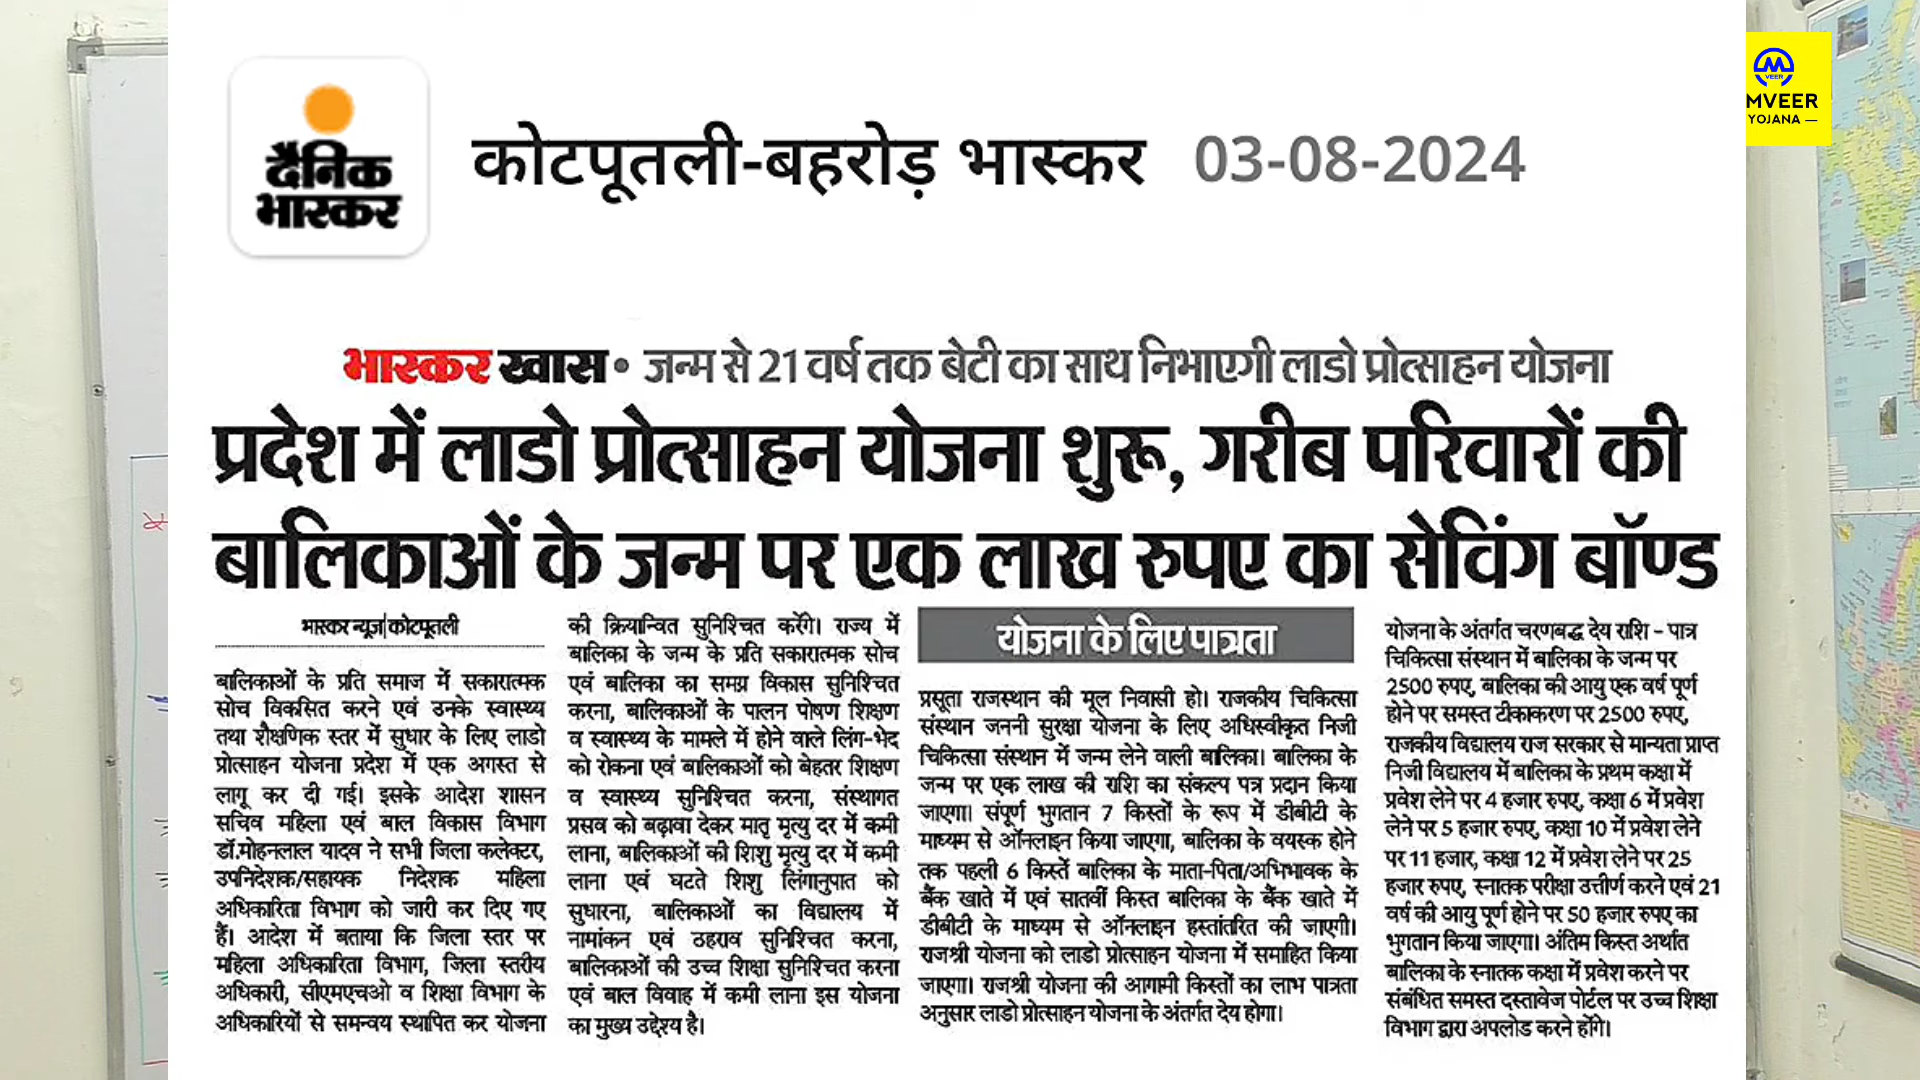 दैनिक
भास्कर
कोटपूतली-बहरोड़ भास्कर 03-08-2024
VEER
MVEER
YOJANA —
भास्कर खास • जन्म से 21 वर्ष तक बेटी का साथ निभाएगी लाडो प्रोत्साहन योजना
प्रदेश में लाडो प्रोत्साहन योजना शुरू, गरीब परिवारों की
बालिकाओं के जन्म पर एक लाख रुपए का सेविंग बॉण्ड
भास्कर न्यूज|कोटपूतली
बालिकाओं के प्रति समाज में सकारात्मक
सोच विकसित करने एवं उनके स्वास्थ्य
तथा शैक्षणिक स्तर में सुधार के लिए लाडो
प्रोत्साहन योजना प्रदेश में एक अगस्त से
लागू कर दी गई। इसके आदेश शासन
सचिव महिला एवं बाल विकास विभाग
डॉ.मोहनलाल यादव ने सभी जिला कलेक्टर,
उपनिदेशक/सहायक निदेशक महिला
अधिकारिता विभाग को जारी कर दिए गए
हैं। आदेश में बताया कि जिला स्तर पर
महिला अधिकारिता विभाग, जिला स्तरीय
अधिकारी, सीएमएचओ व शिक्षा विभाग के
अधिकारियों से समन्वय स्थापित कर योजना
की क्रियान्वित सुनिश्चित करेंगे। राज्य में
बालिका के जन्म के प्रति सकारात्मक सोच
एवं बालिका का समग्र विकास सुनिश्चित
करना, बालिकाओं के पालन पोषण शिक्षण
व स्वास्थ्य के मामले में होने वाले लिंग-भेद
को रोकना एवं बालिकाओं को बेहतर शिक्षण
व स्वास्थ्य सुनिश्चित करना, संस्थागत
प्रसव को बढ़ावा देकर मातृ मृत्यु दर में कमी
लाना, बालिकाओं की शिशु मृत्यु दर में कमी
लाना एवं घटते शिशु लिंगानुपात को
सुधारना, बालिकाओं का विद्यालय में
नामांकन एवं ठहराव सुनिश्चित करना,
बालिकाओं की उच्च शिक्षा सुनिश्चित करना
एवं बाल विवाह में कमी लाना इस योजना
का मुख्य उद्देश्य है।
योजना के लिए पात्रता
प्रसूता राजस्थान की मूल निवासी हो। राजकीय चिकित्सा
संस्थान जननी सुरक्षा योजना के लिए अधिस्वीकृत निजी
चिकित्सा संस्थान में जन्म लेने वाली बालिका। बालिका के
जन्म पर एक लाख की राशि का संकल्प पत्र प्रदान किया
जाएगा। संपूर्ण भुगतान 7 किस्तों के रूप में डीबीटी के
माध्यम से ऑनलाइन किया जाएगा, बालिका के वयस्क होने
तक पहली 6 किस्तें बालिका के माता-पिता/अभिभावक के
बैंक खाते में एवं सातवीं किस्त बालिका के बैंक खाते में
डीबीटी के माध्यम से ऑनलाइन हस्तांतरित की जाएगी।
राजश्री योजना को लाडो प्रोत्साहन योजना में समाहित किया
जाएगा। राजश्री योजना की आगामी किस्तों का लाभ पात्रता
अनुसार लाडो प्रोत्साहन योजना के अंतर्गत देय होगा।
योजना के अंतर्गत चरणबद्ध देय राशि - पात्र
चिकित्सा संस्थान में बालिका के जन्म पर
2500 रुपए, बालिका की आयु एक वर्ष पूर्ण
होने पर समस्त टीकाकरण पर 2500 रुपए,
राजकीय विद्यालय राज सरकार से मान्यता प्राप्त
निजी विद्यालय में बालिका के प्रथम कक्षा में
प्रवेश लेने पर 4 हजार रुपए, कक्षा 6 में प्रवेश
लेने पर 5 हजार रुपए, कक्षा 10 में प्रवेश लेने
पर 11 हजार, कक्षा 12 में प्रवेश लेने पर 25
हजार रुपए, स्नातक परीक्षा उत्तीर्ण करने एवं 21
वर्ष की आयु पूर्ण होने पर 50 हजार रुपए का
भुगतान किया जाएगा। अंतिम किस्त अर्थात
बालिका के स्नातक कक्षा में प्रवेश करने पर
संबंधित समस्त दस्तावेज पोर्टल पर उच्च शिक्षा
विभाग द्वारा अपलोड करने होंगे।